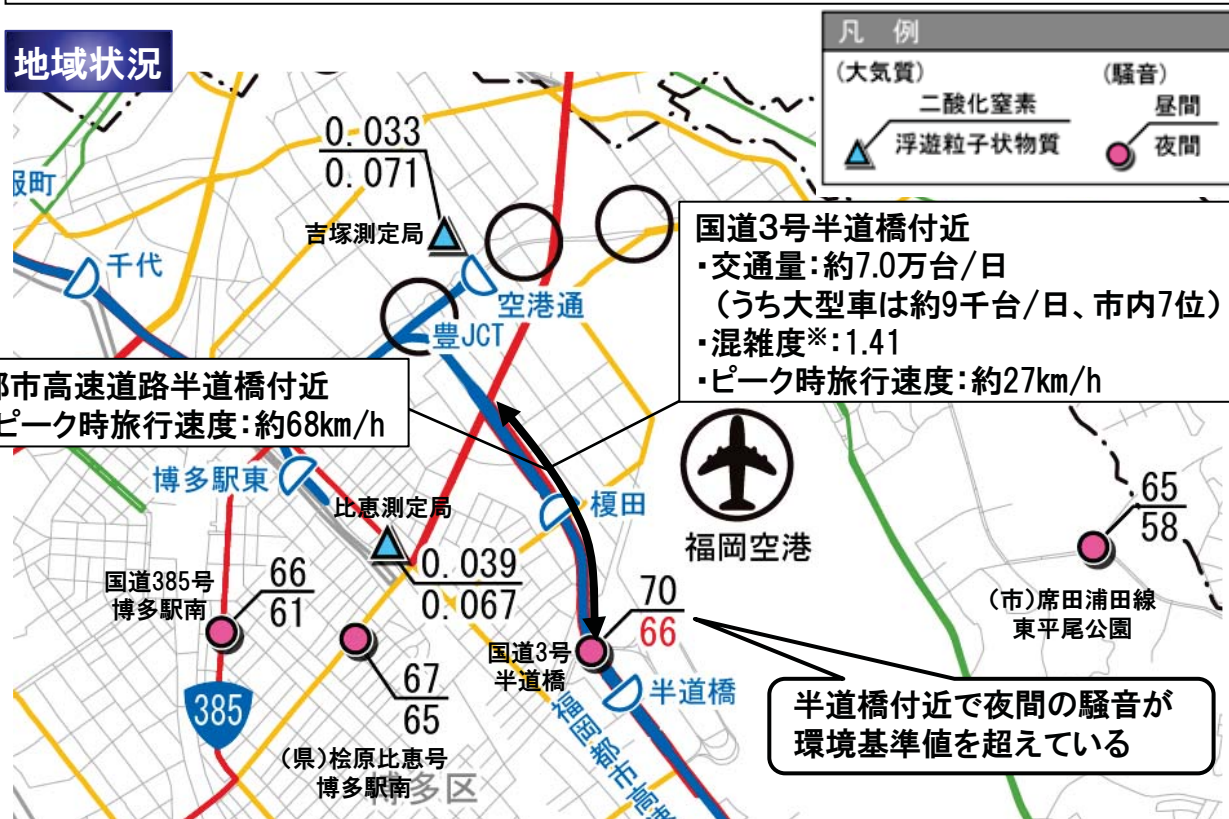 地域状況
凡 例
(大気質)
(騒音)
二酸化窒素
浮遊粒子状物質
昼間
夜間
0.033
0.071
吉塚測定局
千代
空港通
豊JCT
国道3号半道橋付近
・交通量：約7.0万台/日
（うち大型車は約9千台/日、市内7位）
・混雑度※：1.41
・ピーク時旅行速度：約27km/h
都市高速道路半道橋付近
ピーク時旅行速度：約68km/h
博多駅東
比恵測定局
榎田
福岡空港
0.039
0.067
国道385号
博多駅南
66
61
65
58
(市)席田浦田線
東平尾公園
70
66
国道3号
半道橋
半道橋
67
65
385
(県)桧原比恵号
博多駅南
博多区
福岡都市高速
半道橋付近で夜間の騒音が
環境基準値を超えている